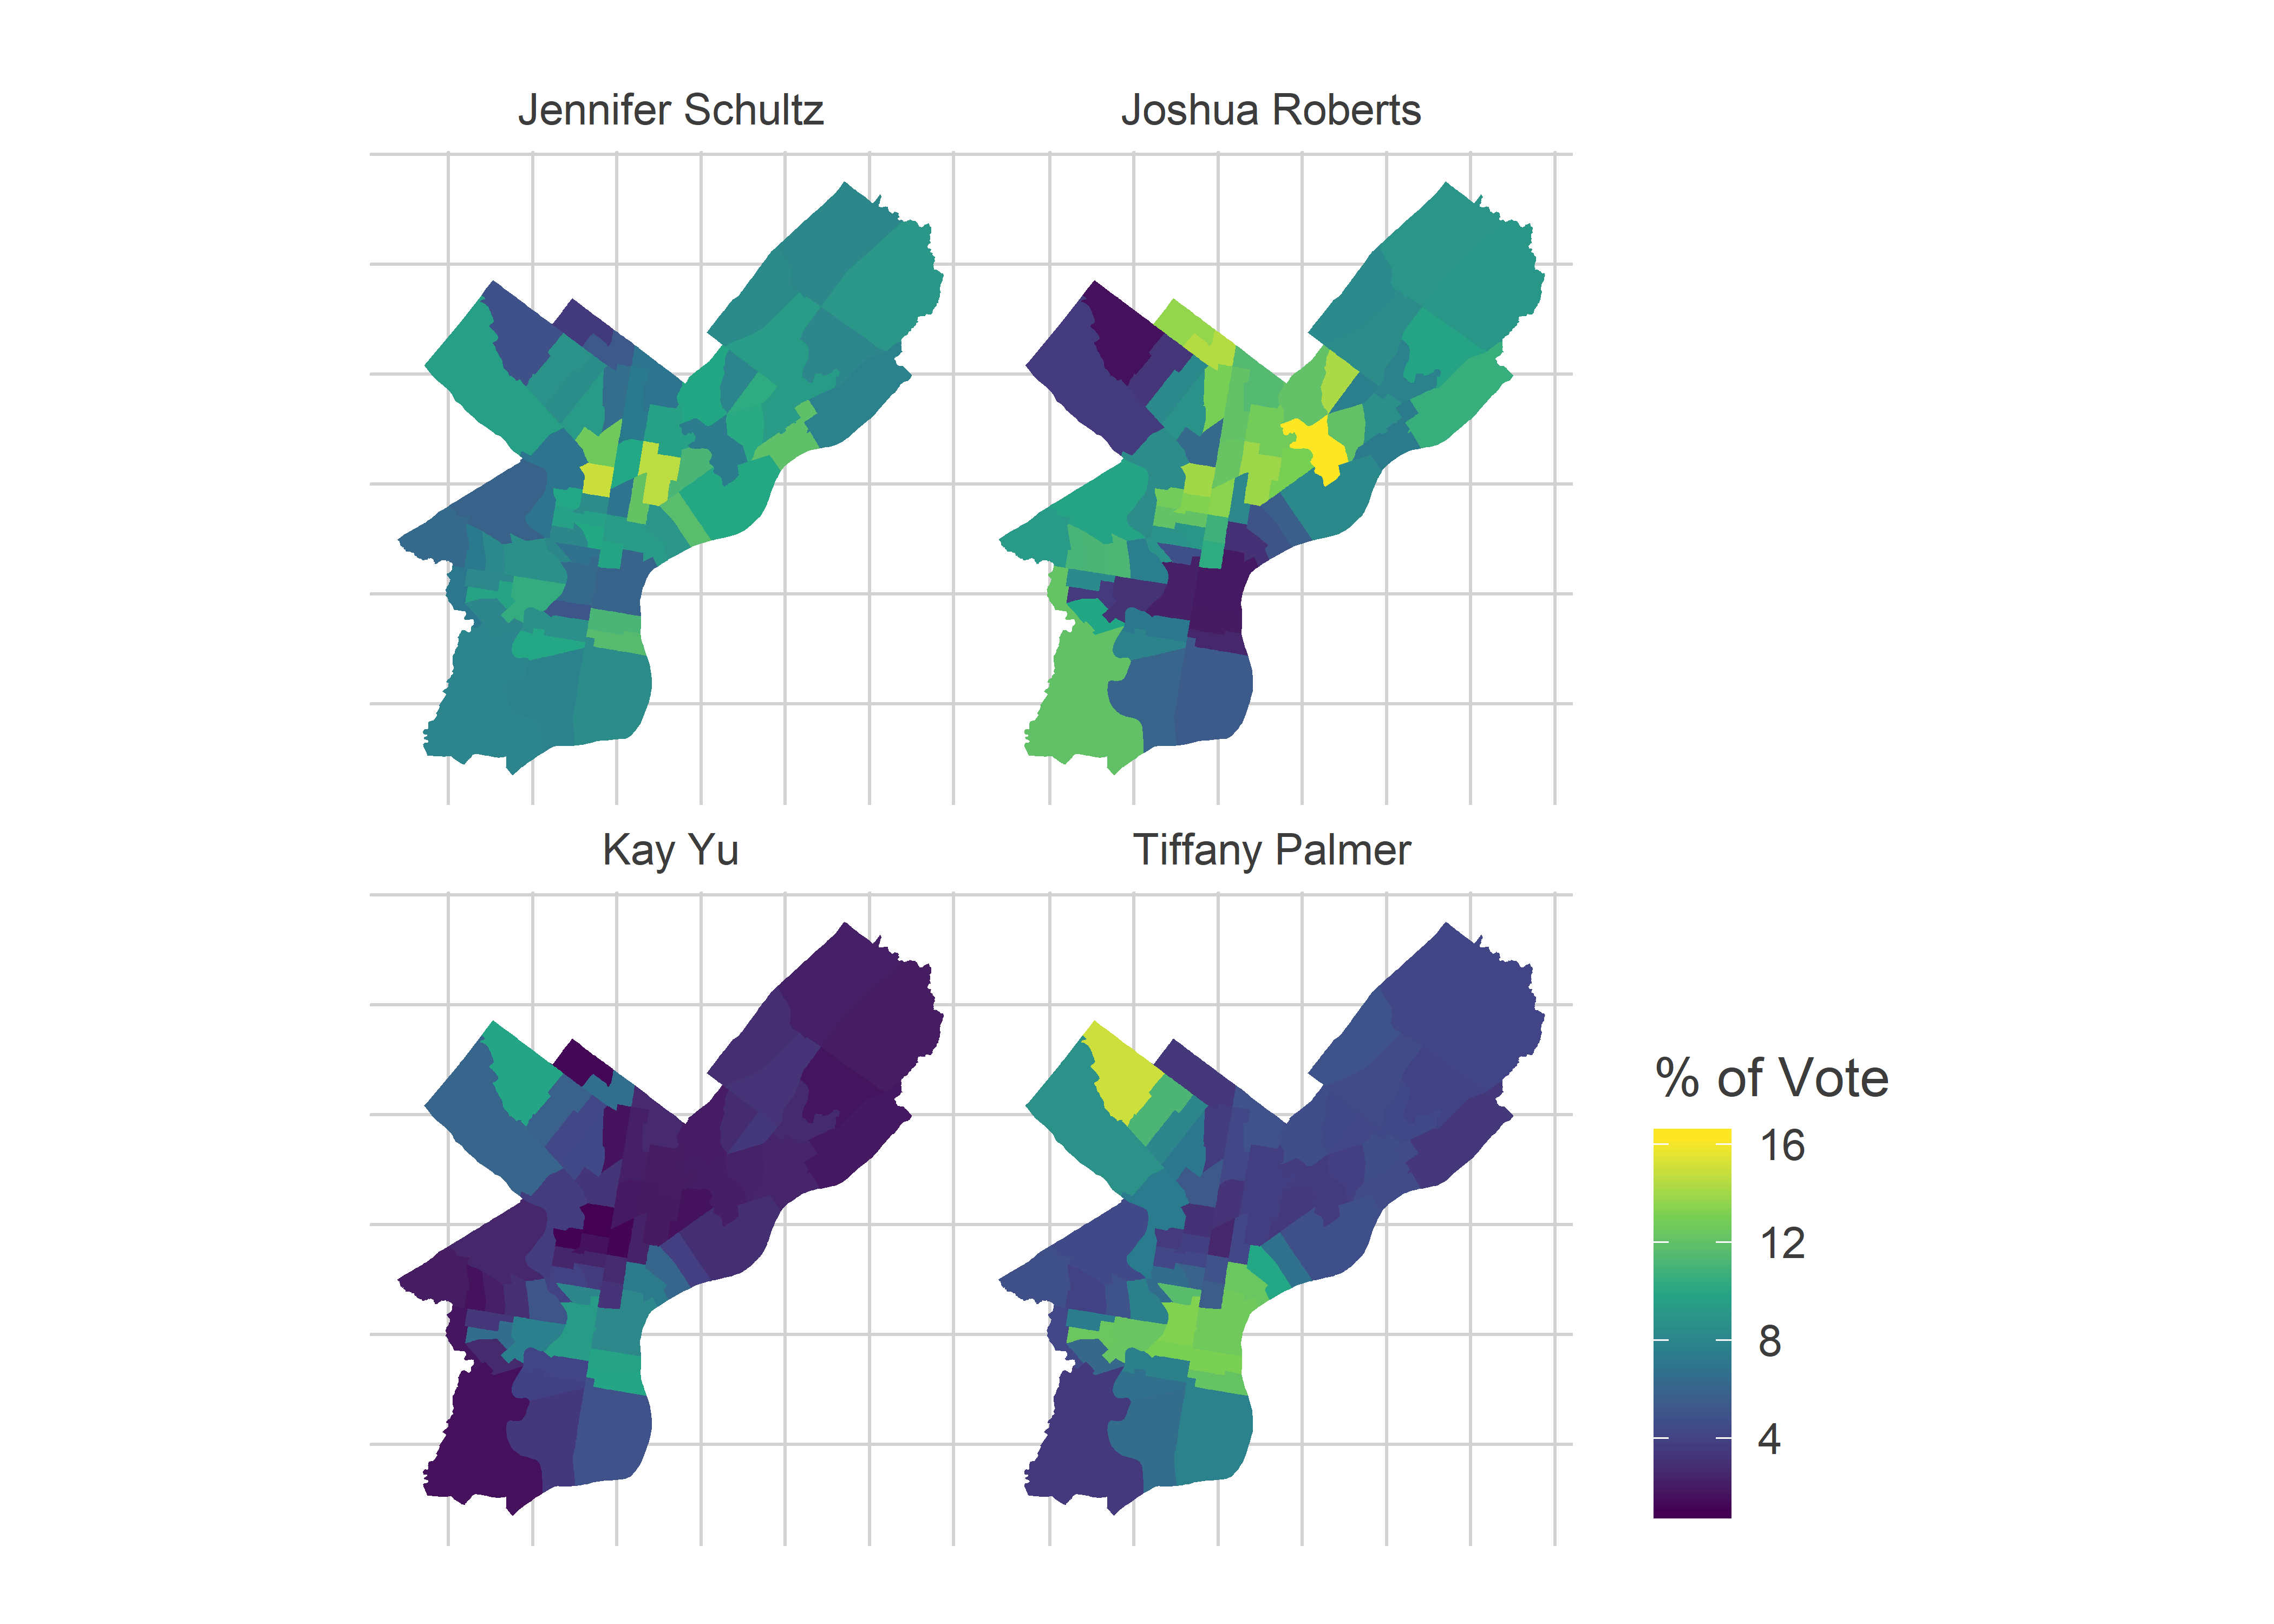 Jennifer Schultz
Joshua Roberts
Kay Yu
Tiffany Palmer
% of Vote
16
12
8
4